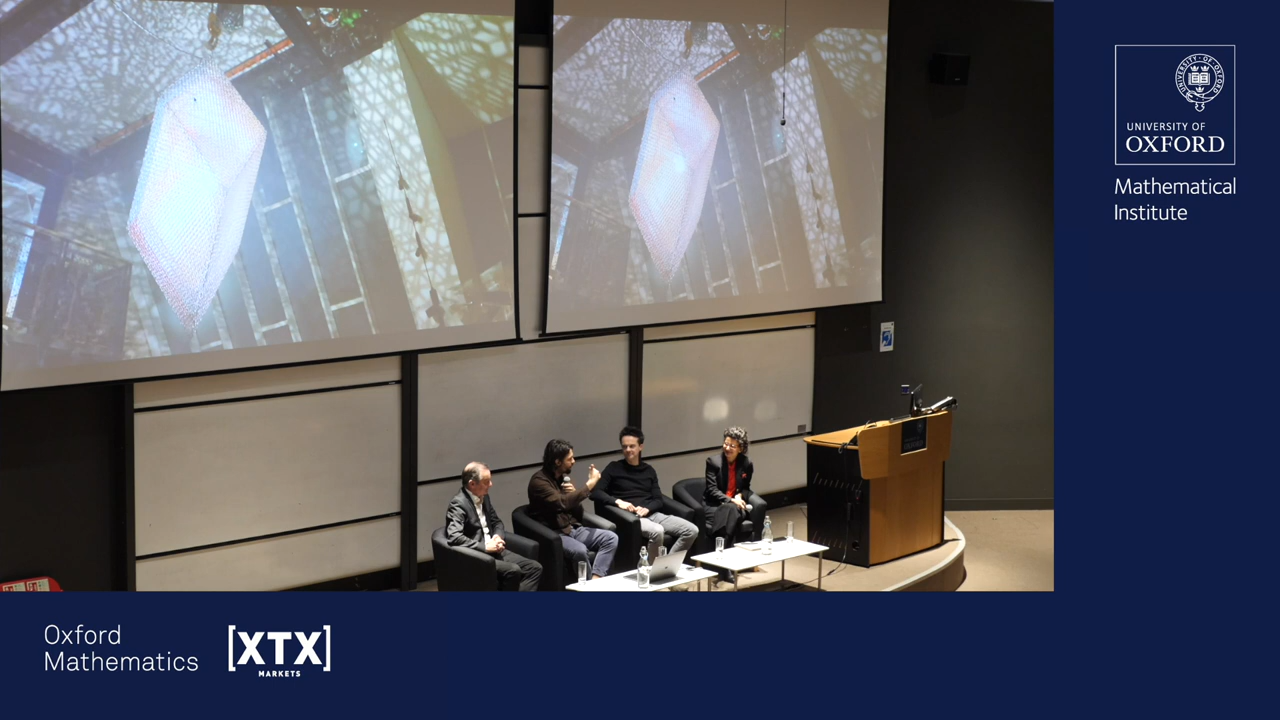 UNIVERSITY OF
OXFORD
Mathematical
Institute
Oxford
Mathematics
[XTX]
MARKETS